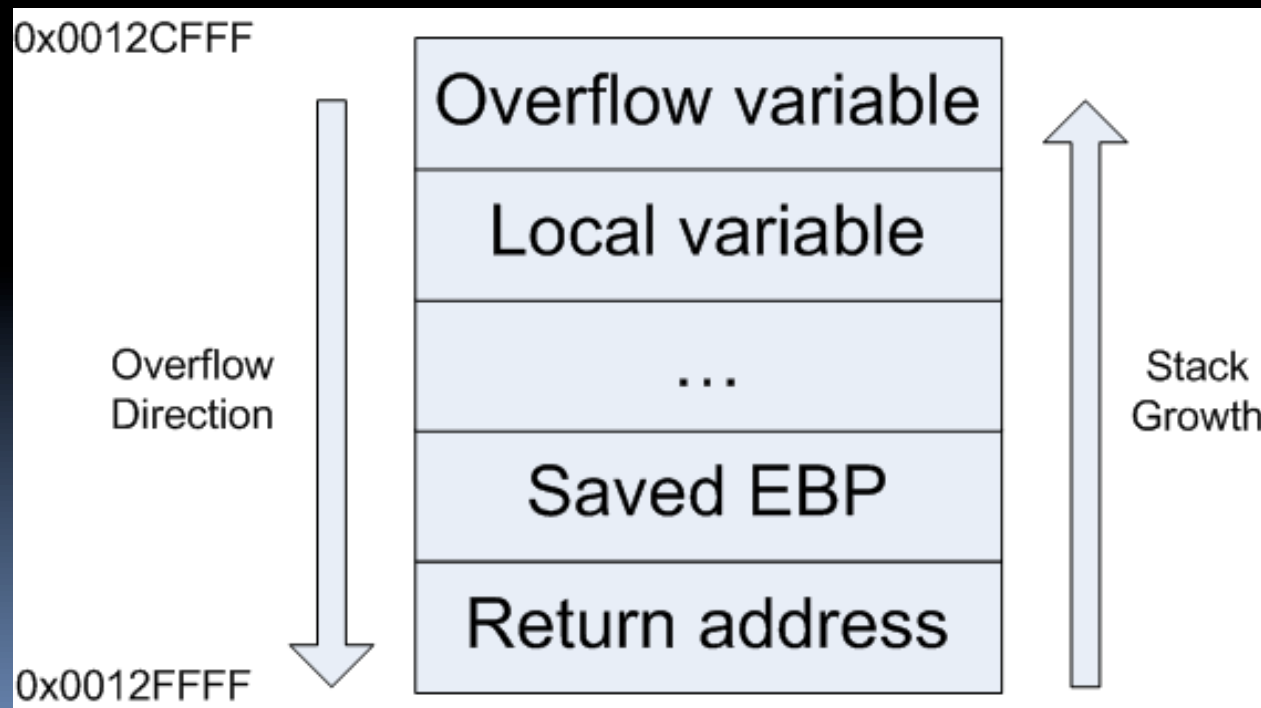 0x0012CFFF
Overflow variable
Local variable
...
Overflow
Direction
Stack
Growth
Saved EBP
Return address
0x0012FFFF